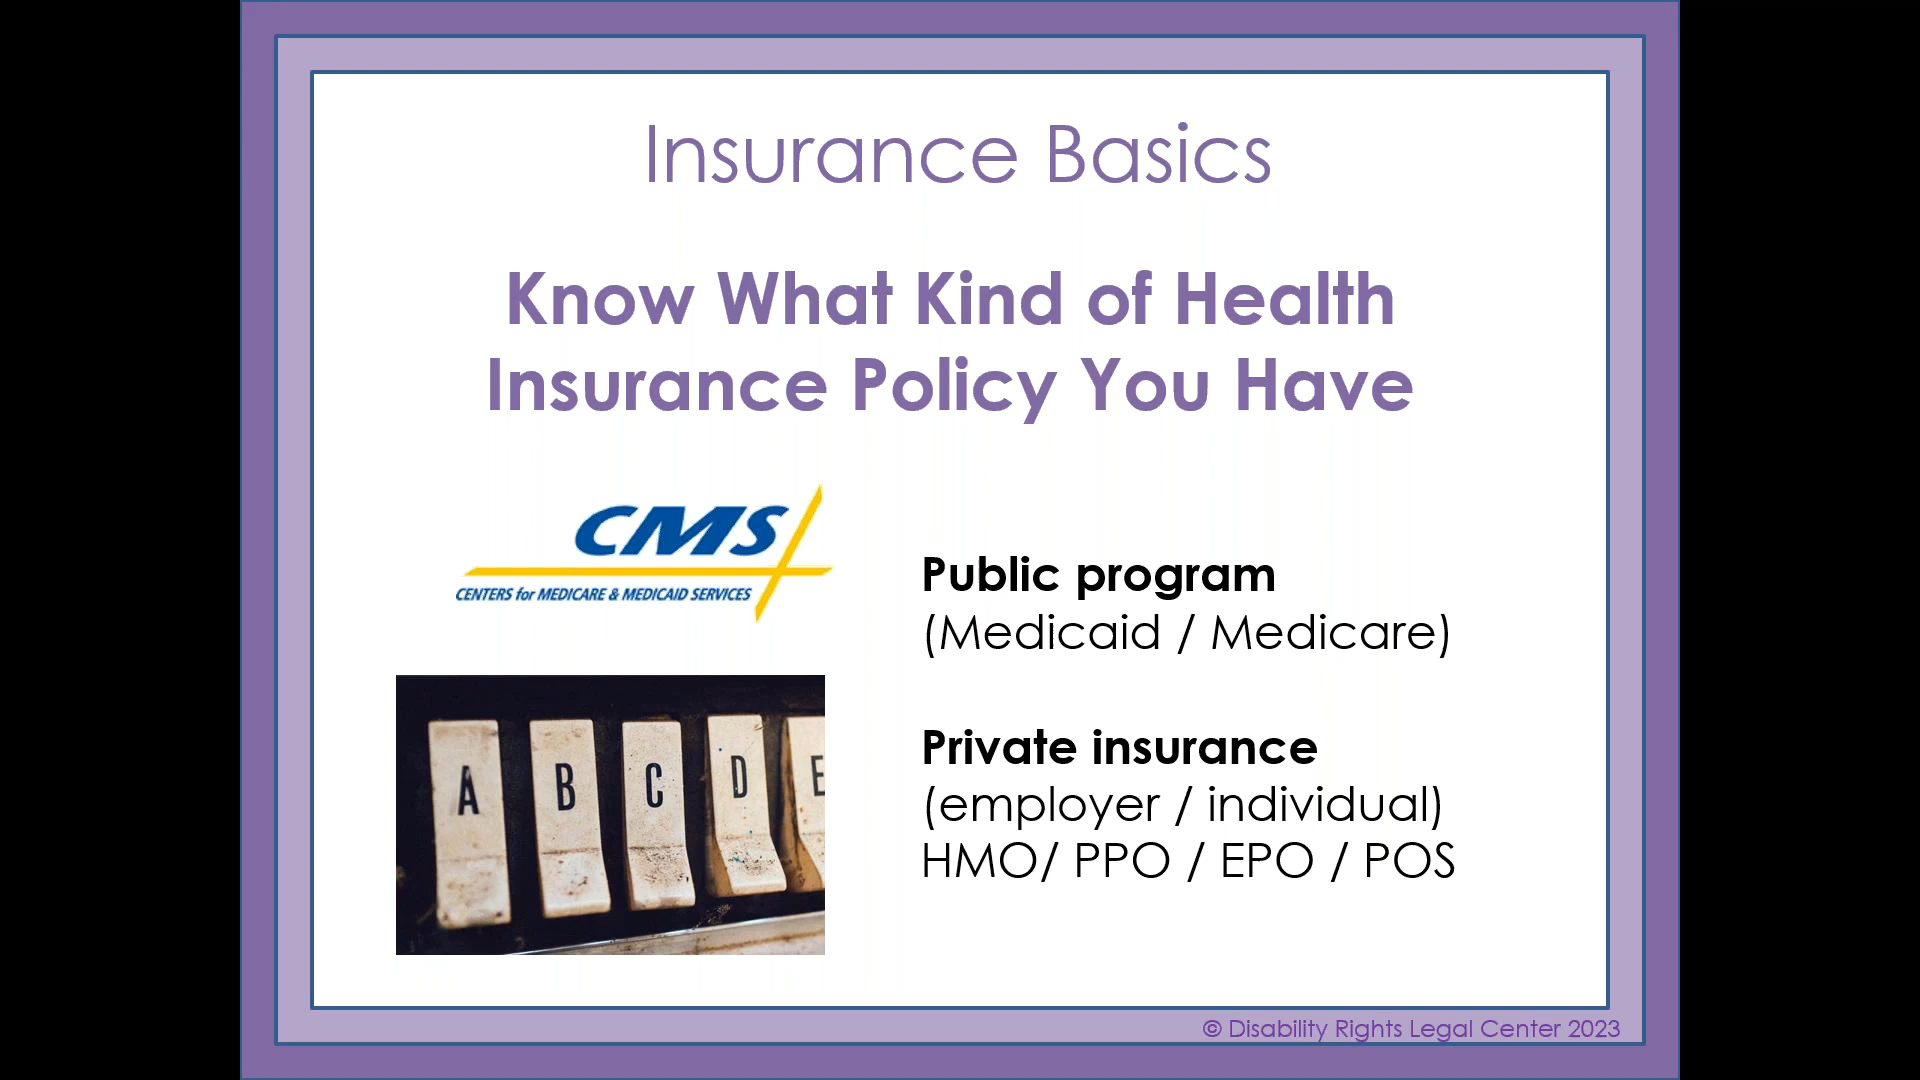 Insurance Basics
Know What Kind of Health
Insurance Policy You Have
CMS
CENTERS for MEDICARE & MEDICAID SERVICES
Public program
(Medicaid / Medicare)
A B C D E
Private insurance
(employer / individual)
HMO/ PPO / EPO / POS
© Disability Rights Legal Center 2023